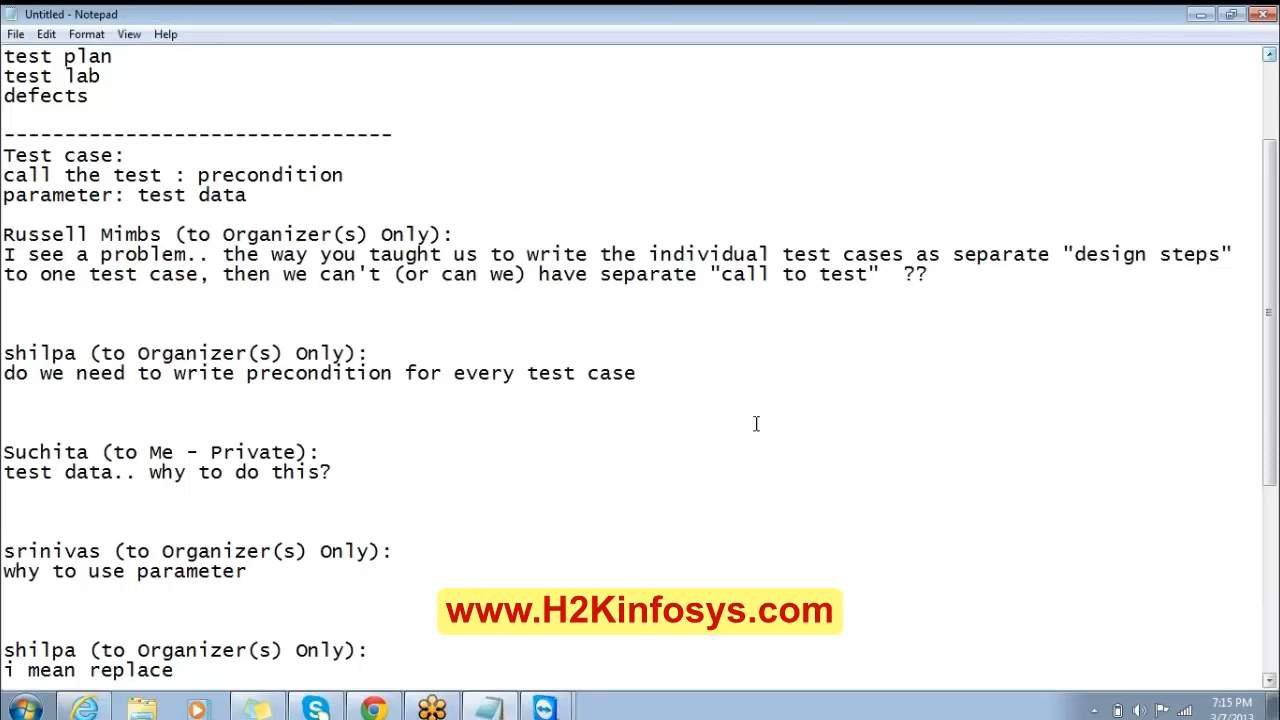 Untitled - Notepad
File Edit Format View Help
test plan
test lab
defects
--------------------------------
Test case:
call the test : precondition
parameter: test data
Russell Mimbs (to Organizer(s) Only):
I see a problem.. the way you taught us to write the individual test cases as separate "design steps"
to one test case, then we can't (or can we) have separate "call to test"  ??
shilpa (to Organizer(s) Only):
do we need to write precondition for every test case
Suchita (to Me - Private):
test data.. why to do this?
srinivas (to Organizer(s) Only):
why to use parameter
www.H2Kinfosys.com
shilpa (to Organizer(s) Only):
i mean replace
7:15 PM
3/7/2013